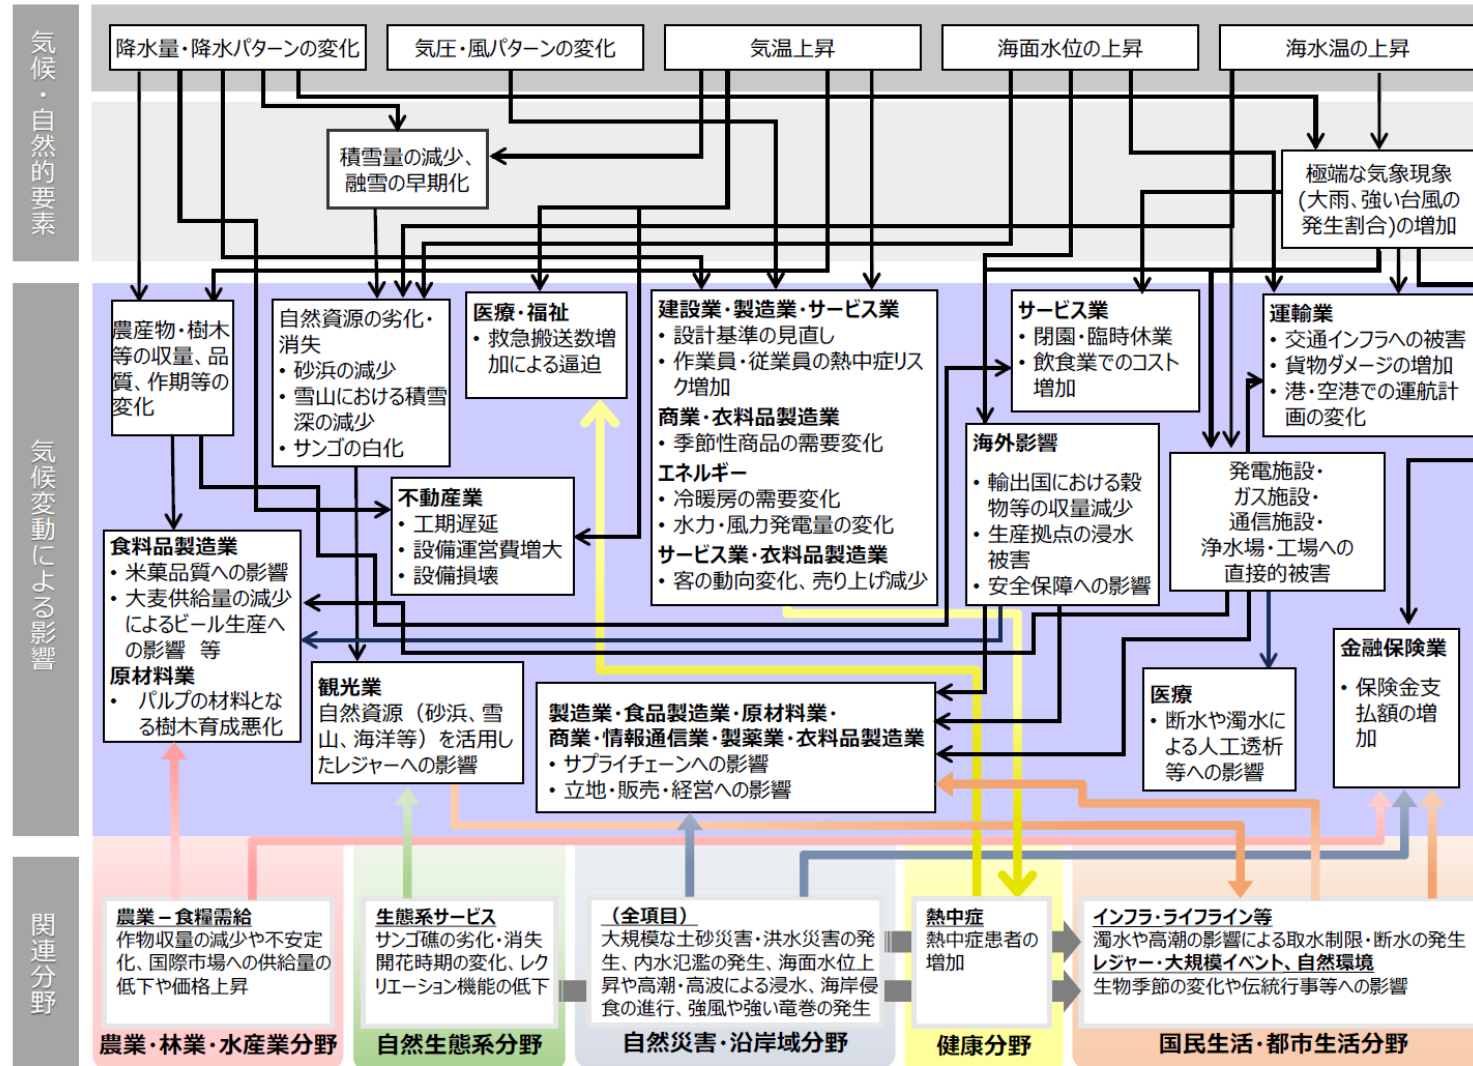 気候・自然的要素
降水量・降水パターンの変化
気圧・風パターンの変化
気温上昇
海面水位の上昇
海水温の上昇
積雪量の減少、
融雪の早期化
極端な気象現象
(大雨、強い台風の
発生割合)の増加
気候変動による影響
農産物・樹木
等の収量、品
質、作期等の
変化
自然資源の劣化・
消失
• 砂浜の減少
• 雪山における積雪
深の減少
• サンゴの白化
医療・福祉
• 救急搬送数増
加による逼迫
建設業・製造業・サービス業
• 設計基準の見直し
• 作業員・従業員の熱中症リス
ク増加
商業・衣料品製造業
• 季節性商品の需要変化
エネルギー
• 冷暖房の需要変化
• 水力・風力発電量の変化
サービス業・衣料品製造業
• 客の動向変化、売り上げ減少
サービス業
• 閉園・臨時休業
• 飲食業でのコスト
増加
運輸業
• 交通インフラへの被害
• 貨物ダメージの増加
• 港・空港での運航計
画の変化
海外影響
• 輸出国における穀
物等の収量減少
• 生産拠点の浸水
被害
• 安全保障への影響
発電施設・
ガス施設・
通信施設・
浄水場・工場への
直接的被害
不動産業
• 工期遅延
• 設備運営費増大
• 設備損壊
食料品製造業
• 米菓品質への影響
• 大麦供給量の減少
によるビール生産へ
の影響 等
原材料業
• パルプの材料とな
る樹木育成悪化
観光業
自然資源（砂浜、雪
山、海洋等）を活用し
たレジャーへの影響
製造業・食品製造業・原材料業・
商業・情報通信業・製薬業・衣料品製造業
• サプライチェーンへの影響
• 立地・販売・経営への影響
医療
• 断水や濁水に
よる人工透析
等への影響
金融保険業
• 保険金支
払額の増
加
関連分野
農業－食糧需給
作物収量の減少や不安定
化、国際市場への供給量の
低下や価格上昇
農業・林業・水産業分野
生態系サービス
サンゴ礁の劣化・消失
開花時期の変化、レク
リエーション機能の低下
自然生態系分野
（全項目）
大規模な土砂災害・洪水災害の発
生、内水氾濫の発生、海面水位上
昇や高潮・高波による浸水、海岸侵
食の進行、強風や強い竜巻の発生
自然災害・沿岸域分野
熱中症
熱中症患者の
増加
健康分野
インフラ・ライフライン等
濁水や高潮の影響による取水制限・断水の発生
レジャー・大規模イベント、自然環境
生物季節の変化や伝統行事等への影響
国民生活・都市生活分野